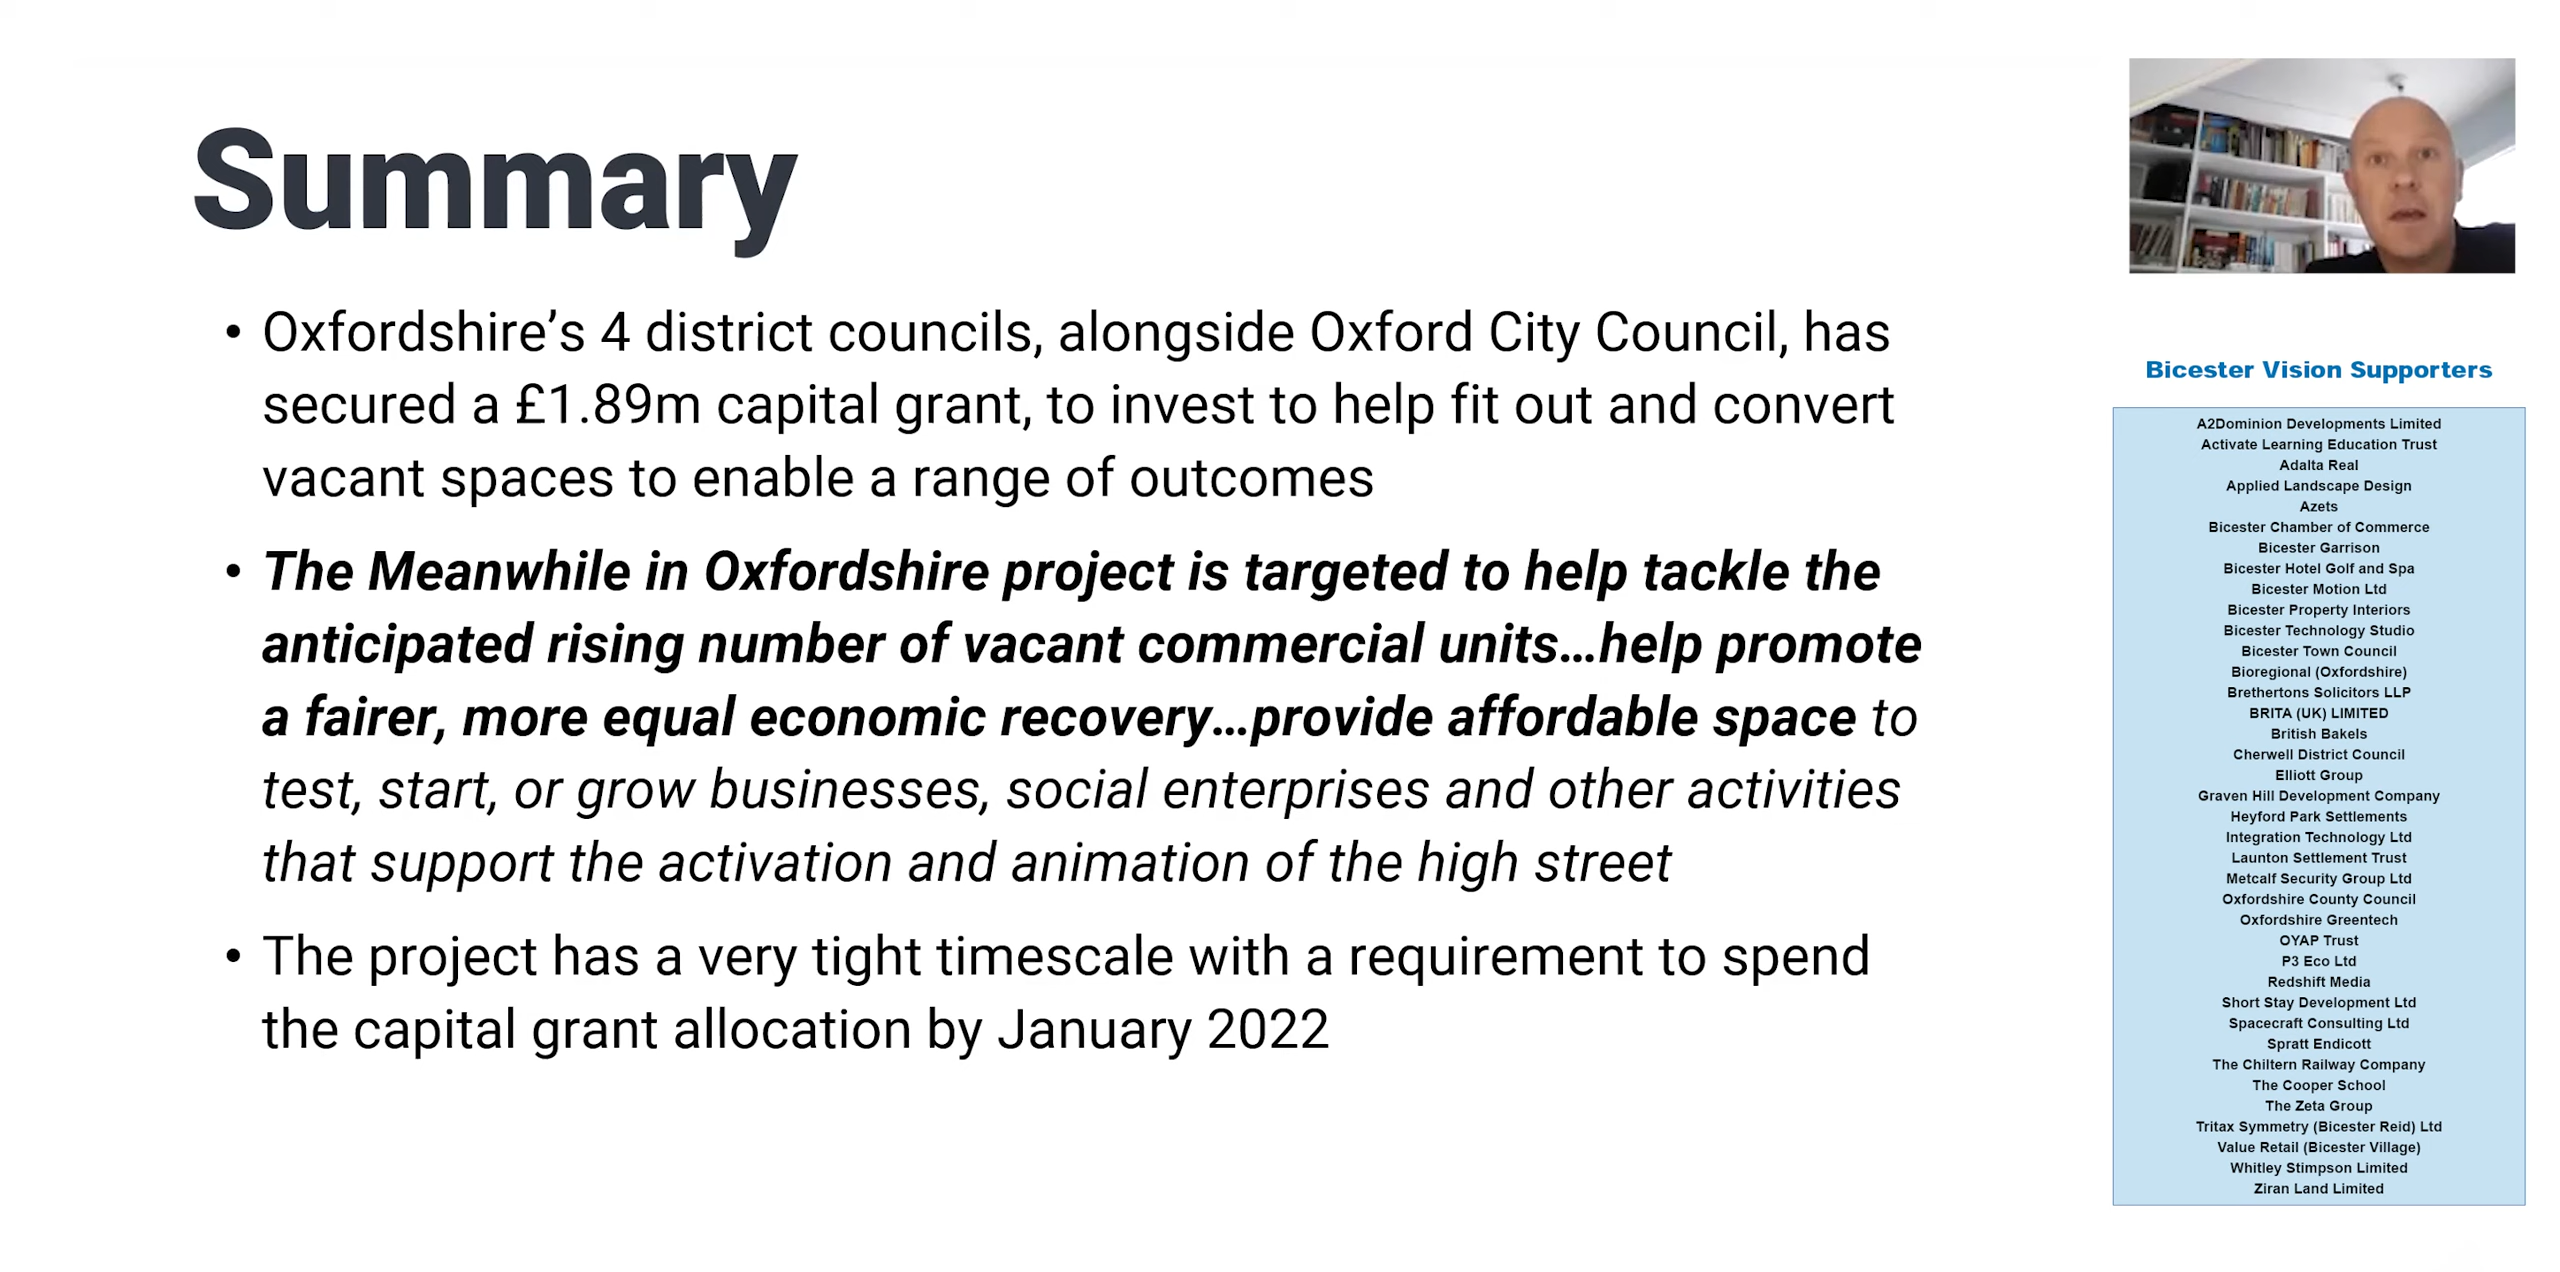 Summary
• Oxfordshire’s 4 district councils, alongside Oxford City Council, has
secured a £1.89m capital grant, to invest to help fit out and convert
vacant spaces to enable a range of outcomes
• The Meanwhile in Oxfordshire project is targeted to help tackle the
anticipated rising number of vacant commercial units…help promote
a fairer, more equal economic recovery…provide affordable space to
test, start, or grow businesses, social enterprises and other activities
that support the activation and animation of the high street
• The project has a very tight timescale with a requirement to spend
the capital grant allocation by January 2022
Bicester Vision Supporters
A2Dominion Developments Limited
Activate Learning Education Trust
Adalta Real
Applied Landscape Design
Azets
Bicester Chamber of Commerce
Bicester Garrison
Bicester Hotel Golf and Spa
Bicester Motion Ltd
Bicester Property Interiors
Bicester Technology Studio
Bicester Town Council
Bioregional (Oxfordshire)
Brethertons Solicitors LLP
BRITA (UK) LIMITED
British Bakels
Cherwell District Council
Elliott Group
Graven Hill Development Company
Heyford Park Settlements
Integration Technology Ltd
Launton Settlement Trust
Metcalf Security Group Ltd
Oxfordshire County Council
Oxfordshire Greentech
OYAP Trust
P3 Eco Ltd
Redshift Media
Short Stay Development Ltd
Spacecraft Consulting Ltd
Spratt Endicott
The Chiltern Railway Company
The Cooper School
The Zeta Group
Tritax Symmetry (Bicester Reid) Ltd
Value Retail (Bicester Village)
Whitley Stimpson Limited
Ziran Land Limited